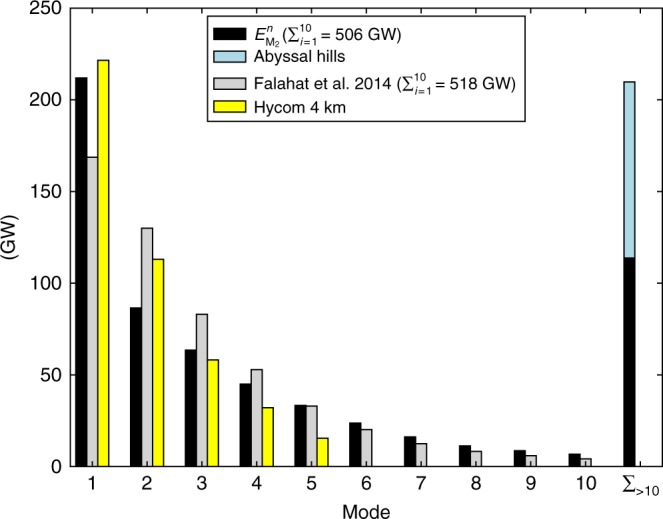 250
200
150
100
50
0
(GW)
E^n_{M_2} (∑^{10}_{i=1} = 506 GW)
Abyssal hills
Falahat et al. 2014 (∑^{10}_{i=1} = 518 GW)
Hycom 4 km
1 2 3 4 5 6 7 8 9 10 ∑_{>10}
Mode